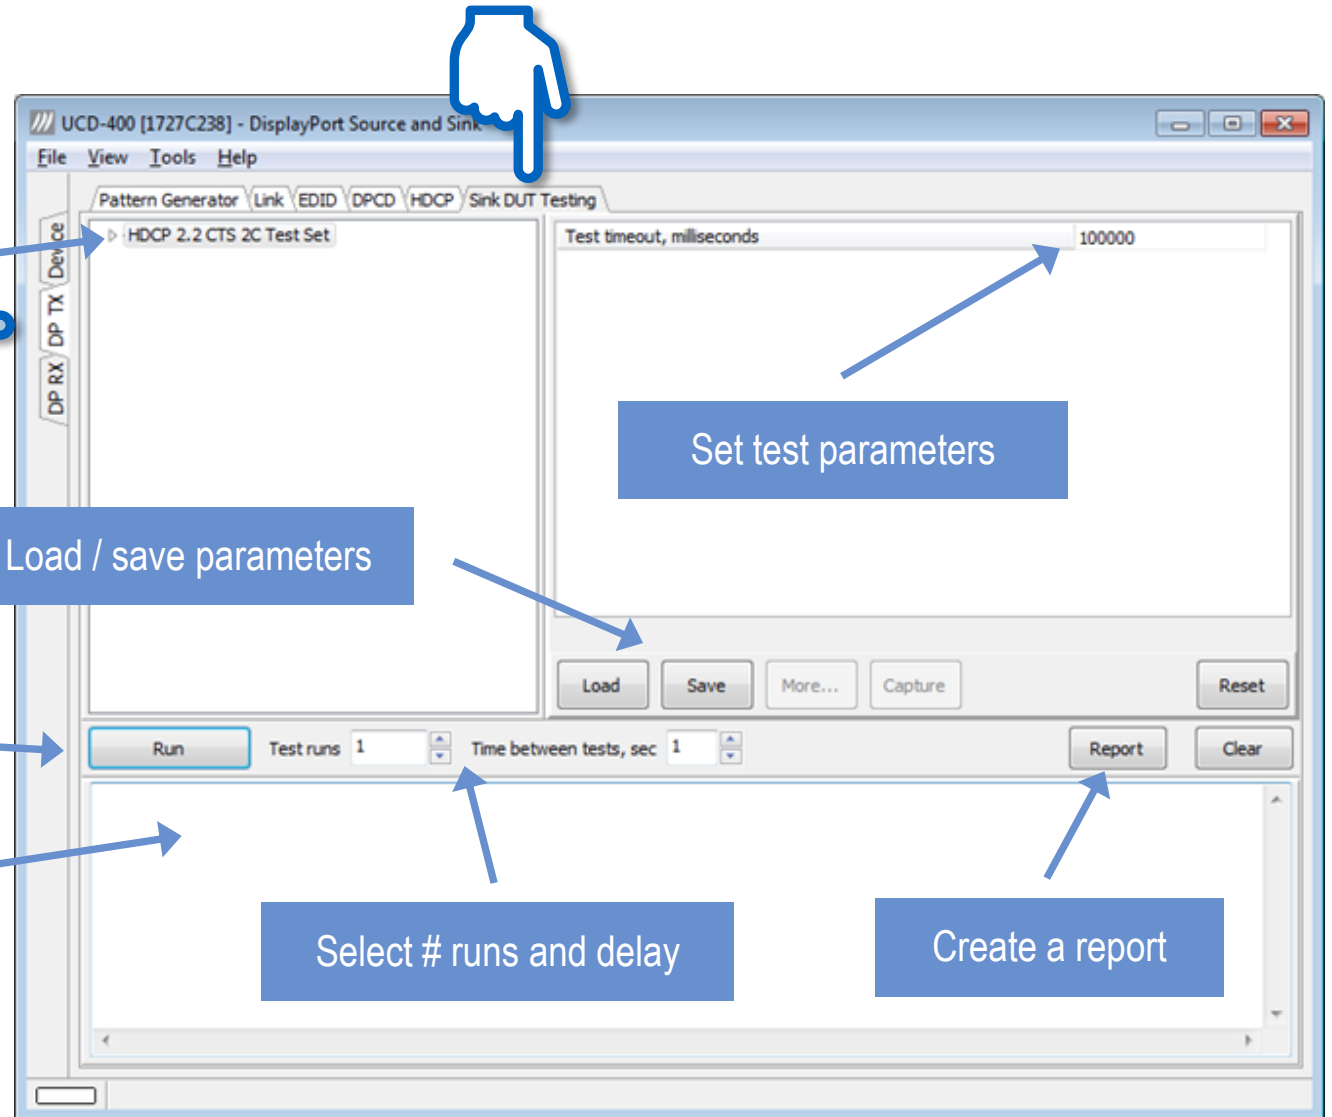 UCD-400 [1727C238] - DisplayPort Source and Sink
File View Tools Help
Pattern Generator Link EDID DPCD HDCP Sink DUT Testing
Device
DP TX
DP RX
HDCP 2.2 CTS 2C Test Set
Test timeout, milliseconds 100000
Set test parameters
Load / save parameters
Load Save More... Capture Reset
Run Test runs 1 Time between tests, sec 1 Report Clear
Select # runs and delay
Create a report